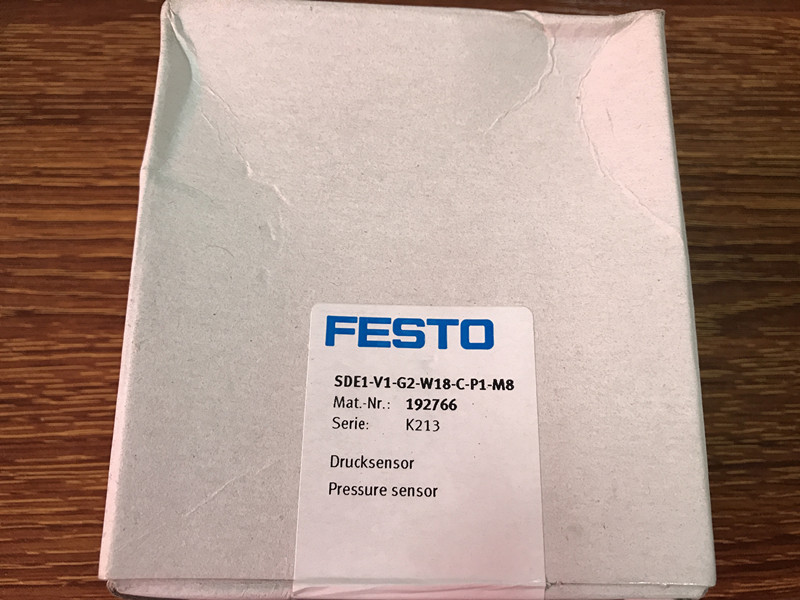 FESTO
SDE1-V1-G2-W18-C-P1-M8
Mat.-Nr.: 192766
Serie: K213
Drucksensor
Pressure sensor